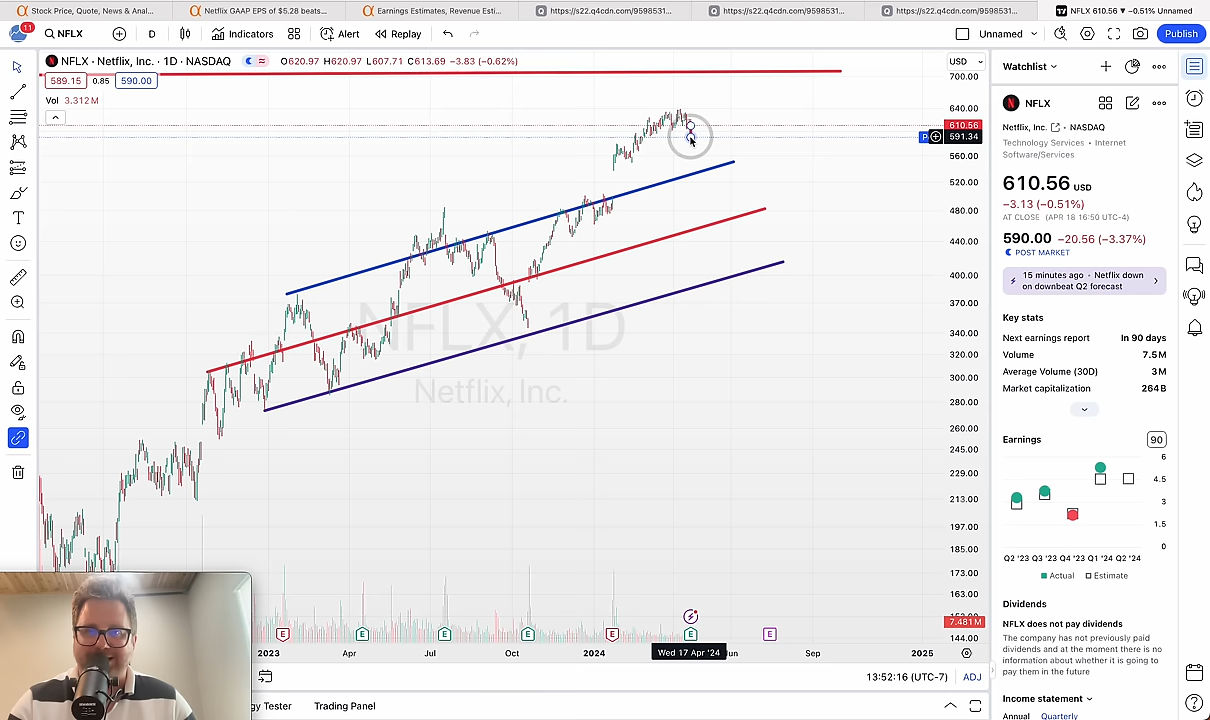 Stock Price, Quote, News & Anal...
Netflix GAAP EPS of $5.28 beats...
Earnings Estimates, Revenue Esti...
https://s22.q4cdn.com/9598531...
https://s22.q4cdn.com/9598531...
https://s22.q4cdn.com/9598531...
NFLX 610.56 ▼ −0.51% Unnamed
11
NFLX
D
Indicators
Alert
Replay
Unnamed
Publish
NFLX · Netflix, Inc. · 1D · NASDAQ
O620.97 H620.97 L607.71 C613.69 −3.83 (−0.62%)
589.15
0.85
590.00
Vol 3.312 M
USD
700.00
640.00
610.56
591.34
560.00
520.00
480.00
440.00
400.00
370.00
340.00
320.00
300.00
280.00
260.00
245.00
229.00
213.00
197.00
185.00
173.00
163.00
7.481 M
144.00
NFLX, 1D
Netflix, Inc.
E
E
E
E
E
E
E
2023
Apr
Jul
Oct
2024
Wed 17 Apr '24
Jun
Sep
2025
13:52:16 (UTC-7)
ADJ
gy Tester
Trading Panel
Watchlist
NFLX
Netflix, Inc.
NASDAQ
Technology Services • Internet
Software/Services
610.56 USD
−3.13 (−0.51%)
AT CLOSE (APR 18 16:50 UTC-4)
590.00 −20.56 (−3.37%)
POST MARKET
15 minutes ago · Netflix down
on downbeat Q2 forecast
Key stats
Next earnings report
In 90 days
Volume
7.5 M
Average Volume (30D)
3 M
Market capitalization
264 B
Earnings
90
6
4.5
3
1.5
0
Q2 '23 Q3 '23 Q4 '23 Q1 '24 Q2 '24
Actual
Estimate
Dividends
NFLX does not pay dividends
The company has not previously paid
dividends and at the moment there is no
information about whether it is going to
pay them in the future
Income statement
Annual
Quarterly